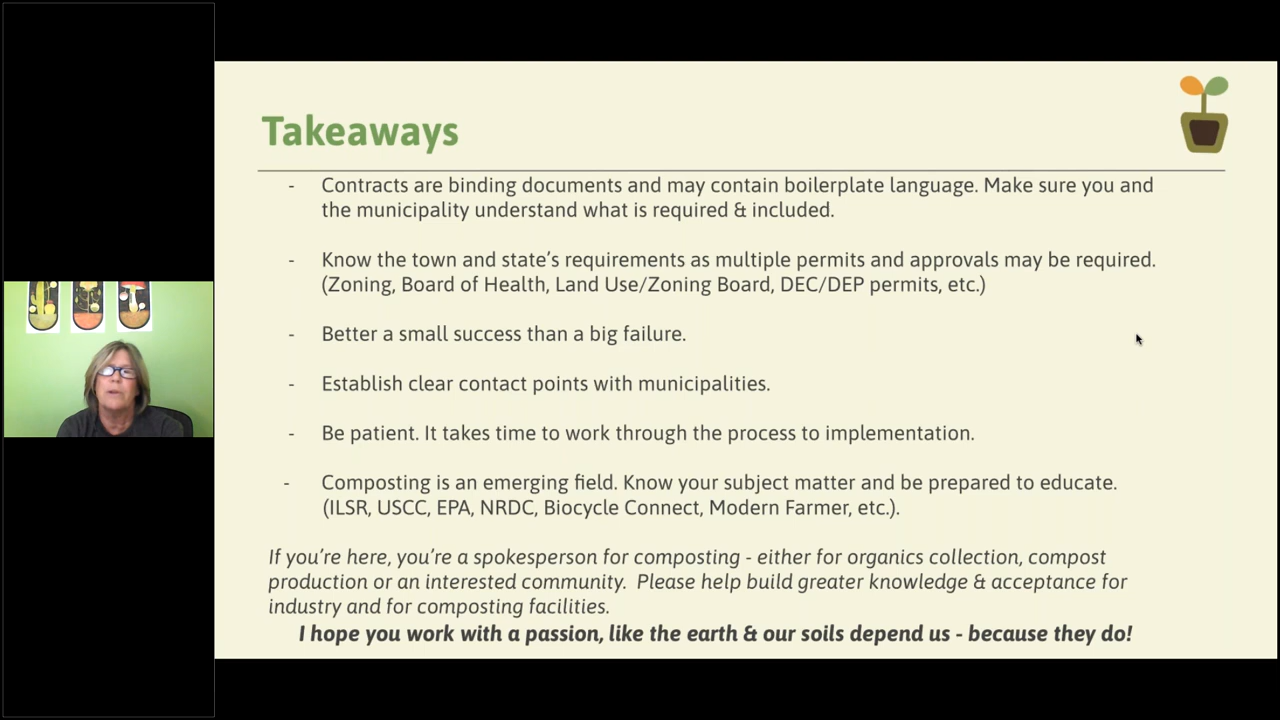 Takeaways
- Contracts are binding documents and may contain boilerplate language. Make sure you and
the municipality understand what is required & included.
- Know the town and state's requirements as multiple permits and approvals may be required.
(Zoning, Board of Health, Land Use/Zoning Board, DEC/DEP permits, etc.)
- Better a small success than a big failure.
- Establish clear contact points with municipalities.
- Be patient. It takes time to work through the process to implementation.
- Composting is an emerging field. Know your subject matter and be prepared to educate.
(ILSR, USCC, EPA, NRDC, Biocycle Connect, Modern Farmer, etc.).
If you're here, you're a spokesperson for composting - either for organics collection, compost
production or an interested community. Please help build greater knowledge & acceptance for
industry and for composting facilities.
I hope you work with a passion, like the earth & our soils depend us - because they do!